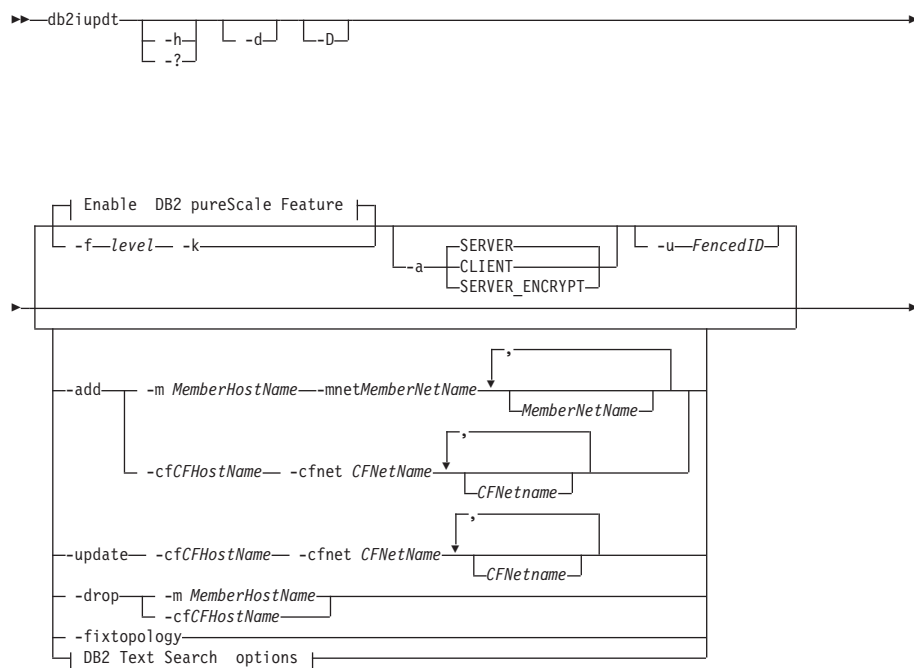 db2iupdt
-h
-?
-d
-D
Enable DB2 pureScale Feature
-f level -k
-a
SERVER
CLIENT
SERVER_ENCRYPT
-u FencedID
-add
-m MemberHostName -mnetMemberNetName
,
MemberNetName
-cfCFHostName -cfnet CFNetName
,
CFNetname
-update -cfCFHostName -cfnet CFNetName
,
CFNetname
-drop
-m MemberHostName
-cfCFHostName
-fixtopology
DB2 Text Search options